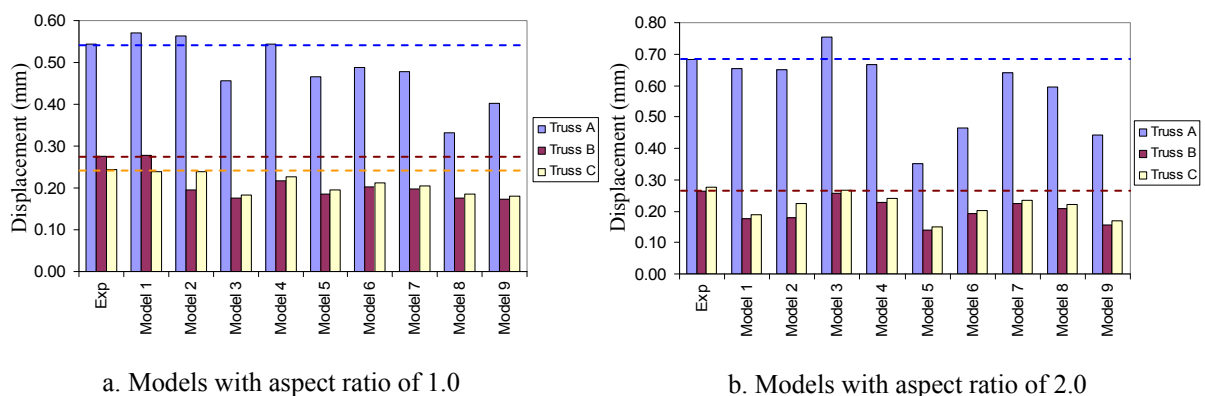 0.60
0.50
0.40
0.30
0.20
0.10
0.00
Displacement (mm)
Exp
Model 1
Model 2
Model 3
Model 4
Model 5
Model 6
Model 7
Model 8
Model 9
Truss A
Truss B
Truss C
a. Models with aspect ratio of 1.0
0.80
0.70
0.60
0.50
0.40
0.30
0.20
0.10
0.00
Displacement (mm)
Exp
Model 1
Model 2
Model 3
Model 4
Model 5
Model 6
Model 7
Model 8
Model 9
Truss A
Truss B
Truss C
b. Models with aspect ratio of 2.0